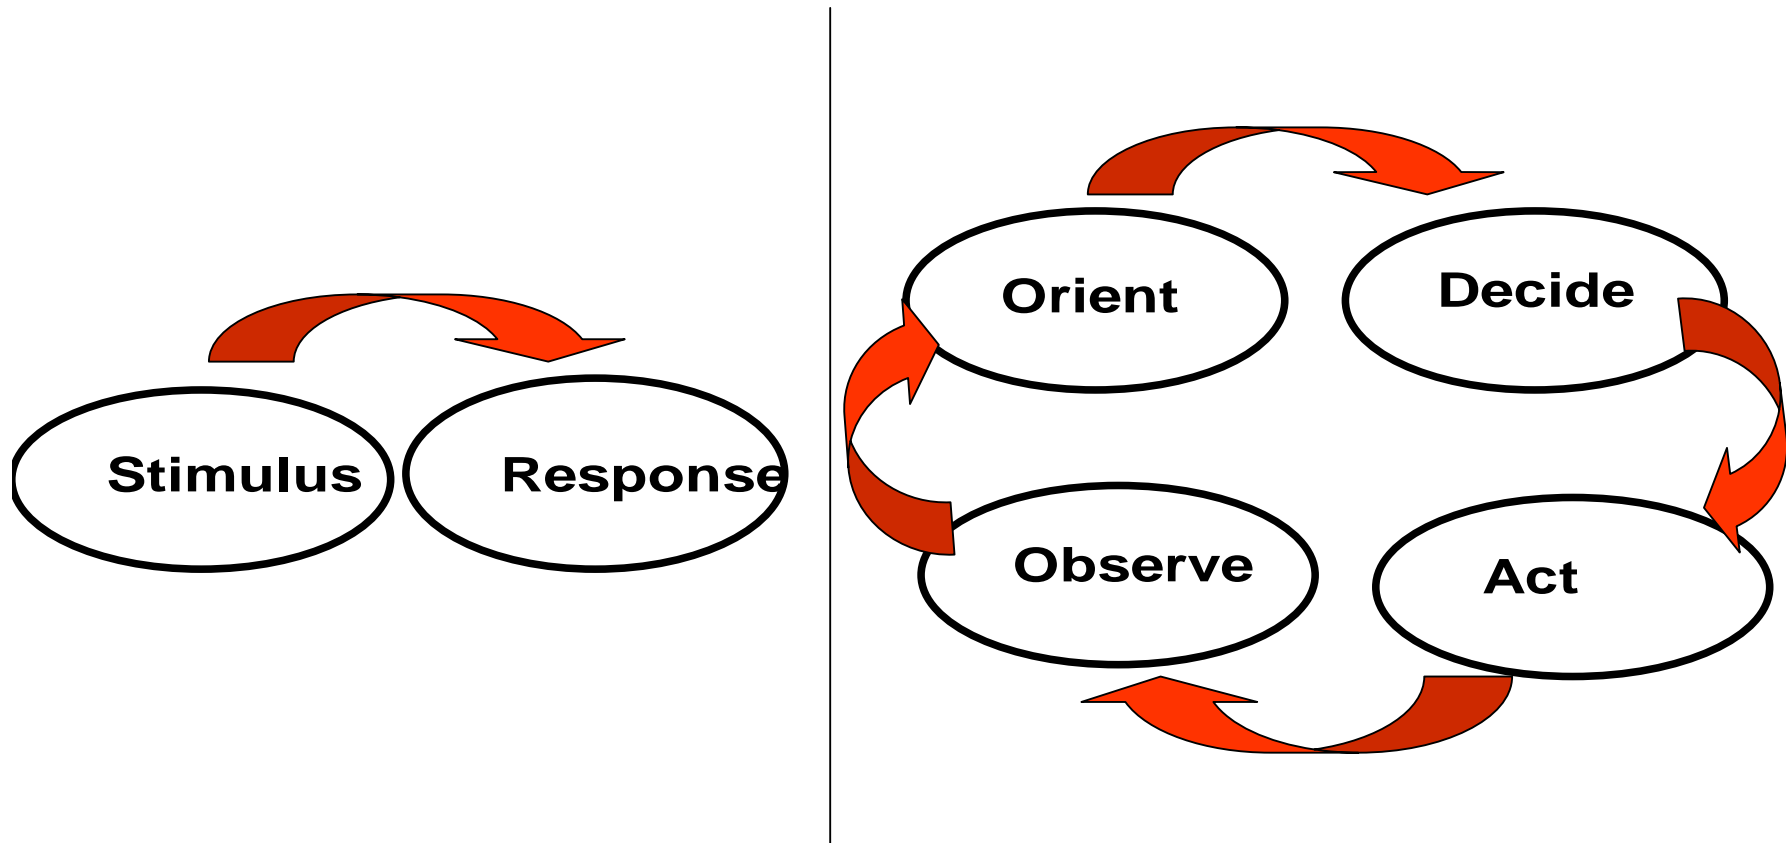 Stimulus
Response
Orient
Decide
Observe
Act